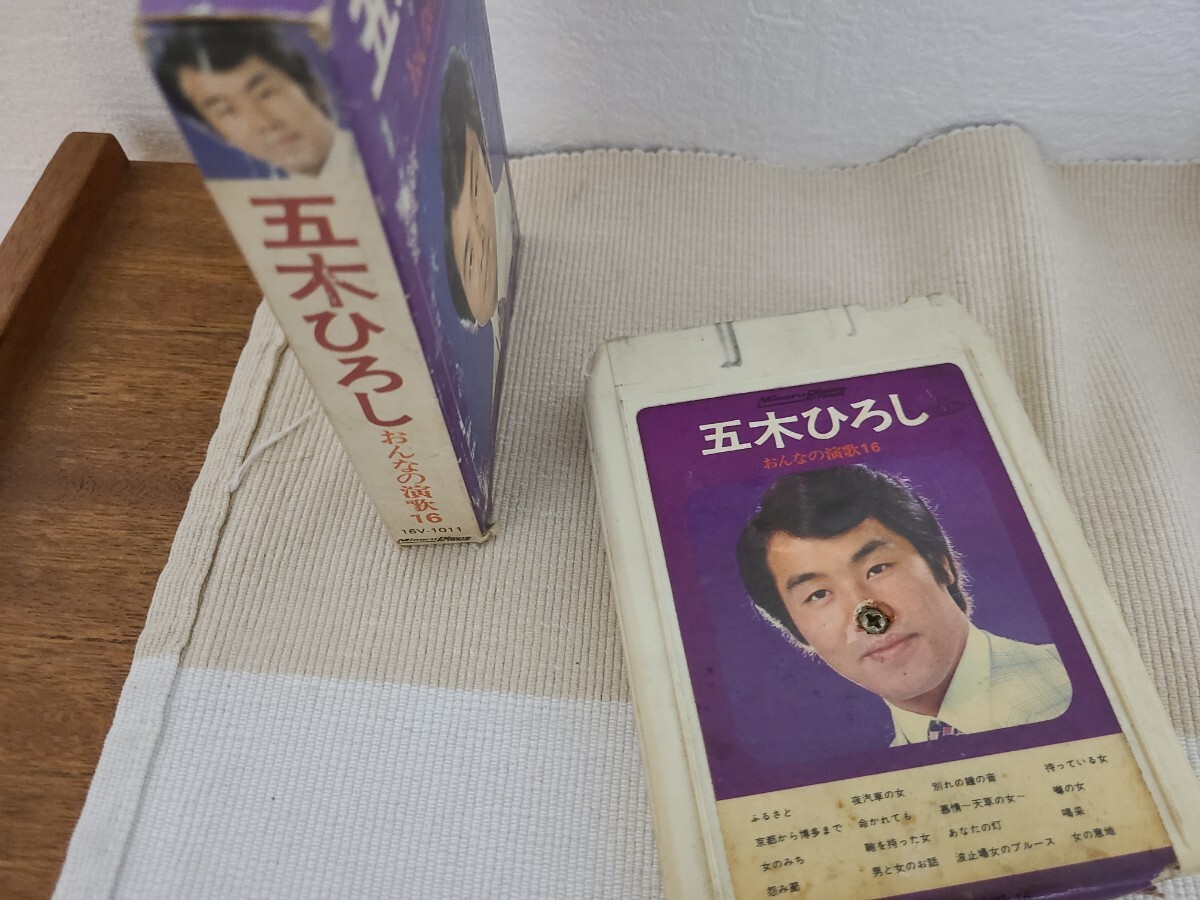 五木ひろし
おんなの演歌16
16V-1011
Minoruphon
五
Minoruphon
五木ひろし
おんなの演歌16
ふるさと
京都から博多まで
女のみち
怨み節
夜汽車の女
命かれても
鞄を持った女
男と女のお話
別れの鐘の音
慕情〜天草の女〜
あなたの灯
波止場女のブルース
待っている女
噂の女
喝采
女の意地